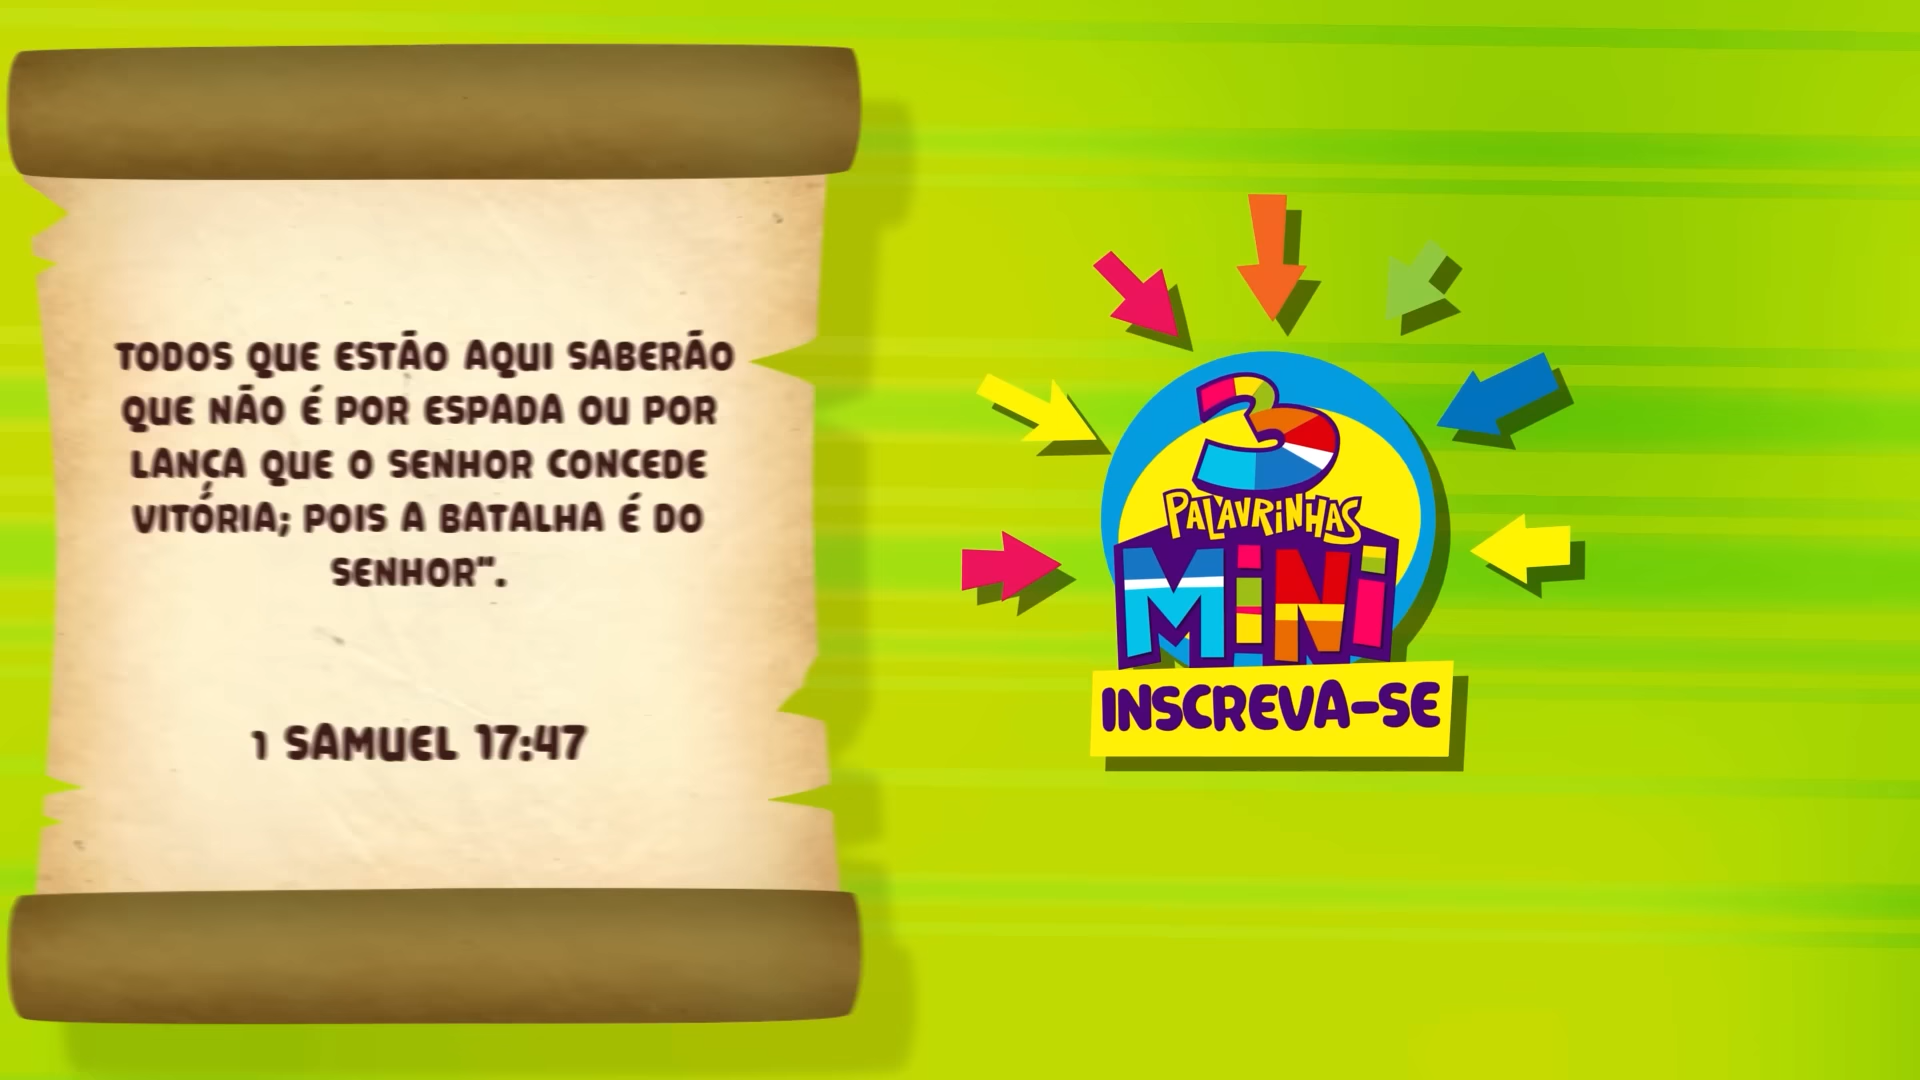 TODOS QUE ESTÃO AQUI SABERÃO
QUE NÃO É POR ESPADA OU POR
LANÇA QUE O SENHOR CONCEDE
VITÓRIA; POIS A BATALHA É DO
SENHOR”.
1 SAMUEL 17:47
3
PALAVRINHAS
MiNi
INSCREVA-SE